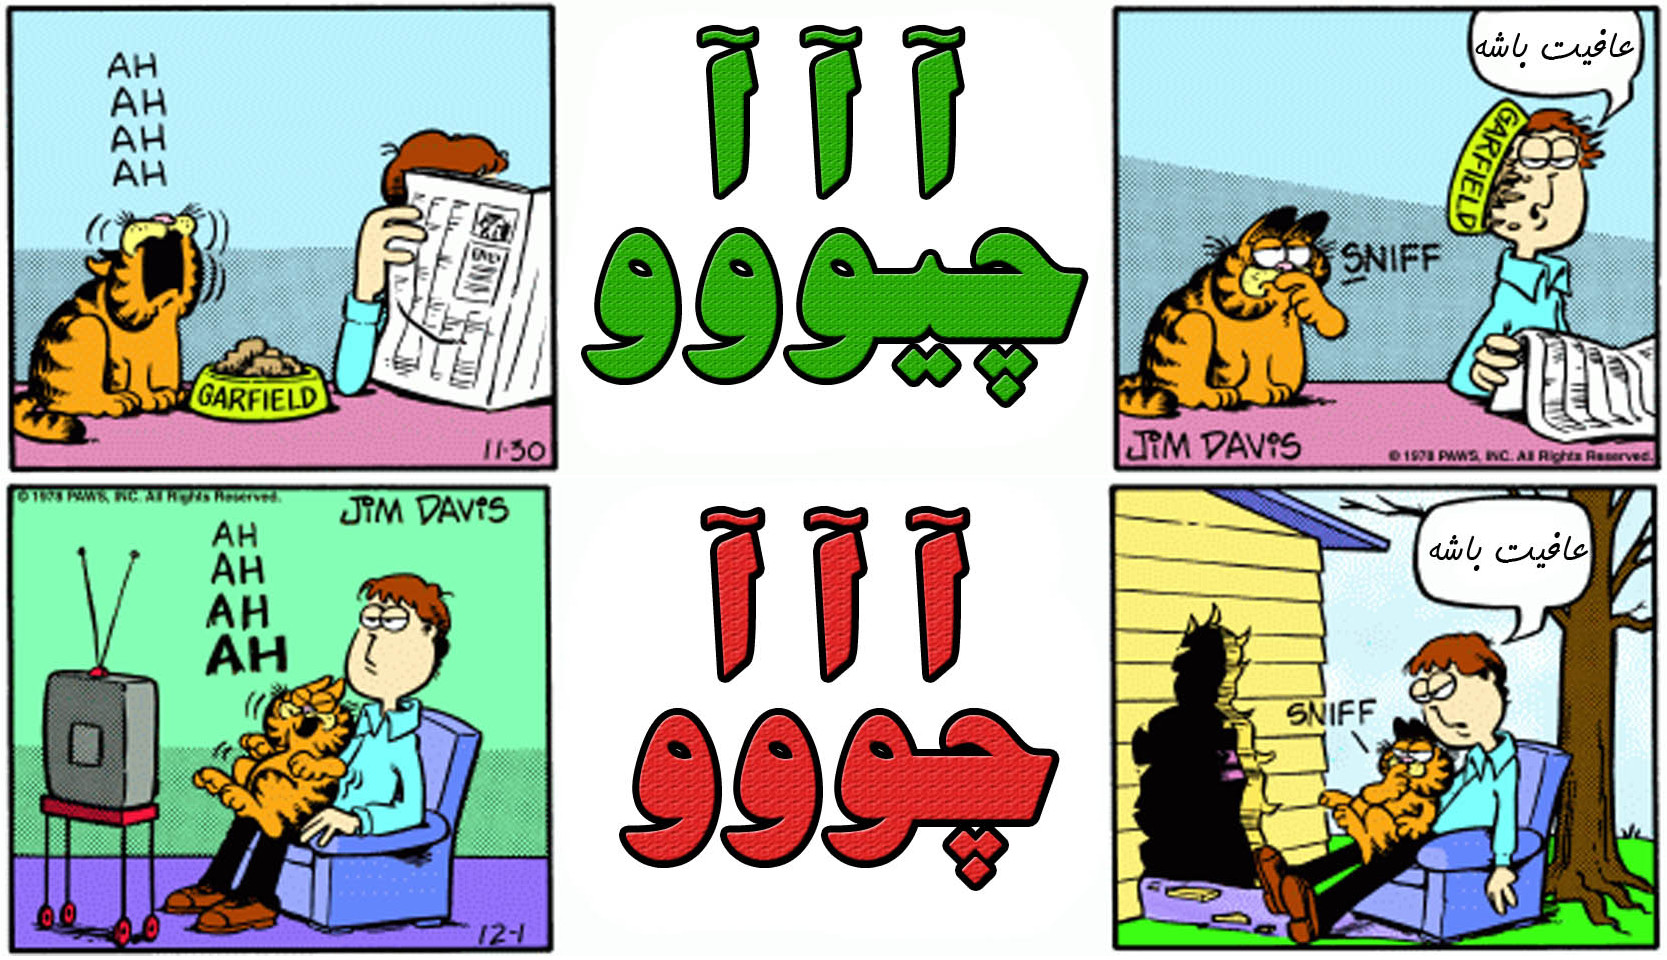 AH
AH
AH
AH
GARFIELD
11-30
آ آ آ
چیووو
عافیت باشه
GARFIELD
SNIFF
JIM DAVIS
© 1978 PAWS, INC. All Rights Reserved.
© 1978 PAWS, INC. All Rights Reserved.
JIM DAVIS
AH
AH
AH
AH
12-1
آ آ آ
چووو
عافیت باشه
SNIFF